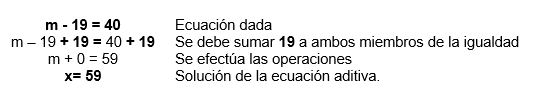 m - 19 = 40 Ecuación dada
m – 19 + 19 = 40 + 19 Se debe sumar 19 a ambos miembros de la igualdad
m + 0 = 59 Se efectúa las operaciones
x= 59 Solución de la ecuación aditiva.